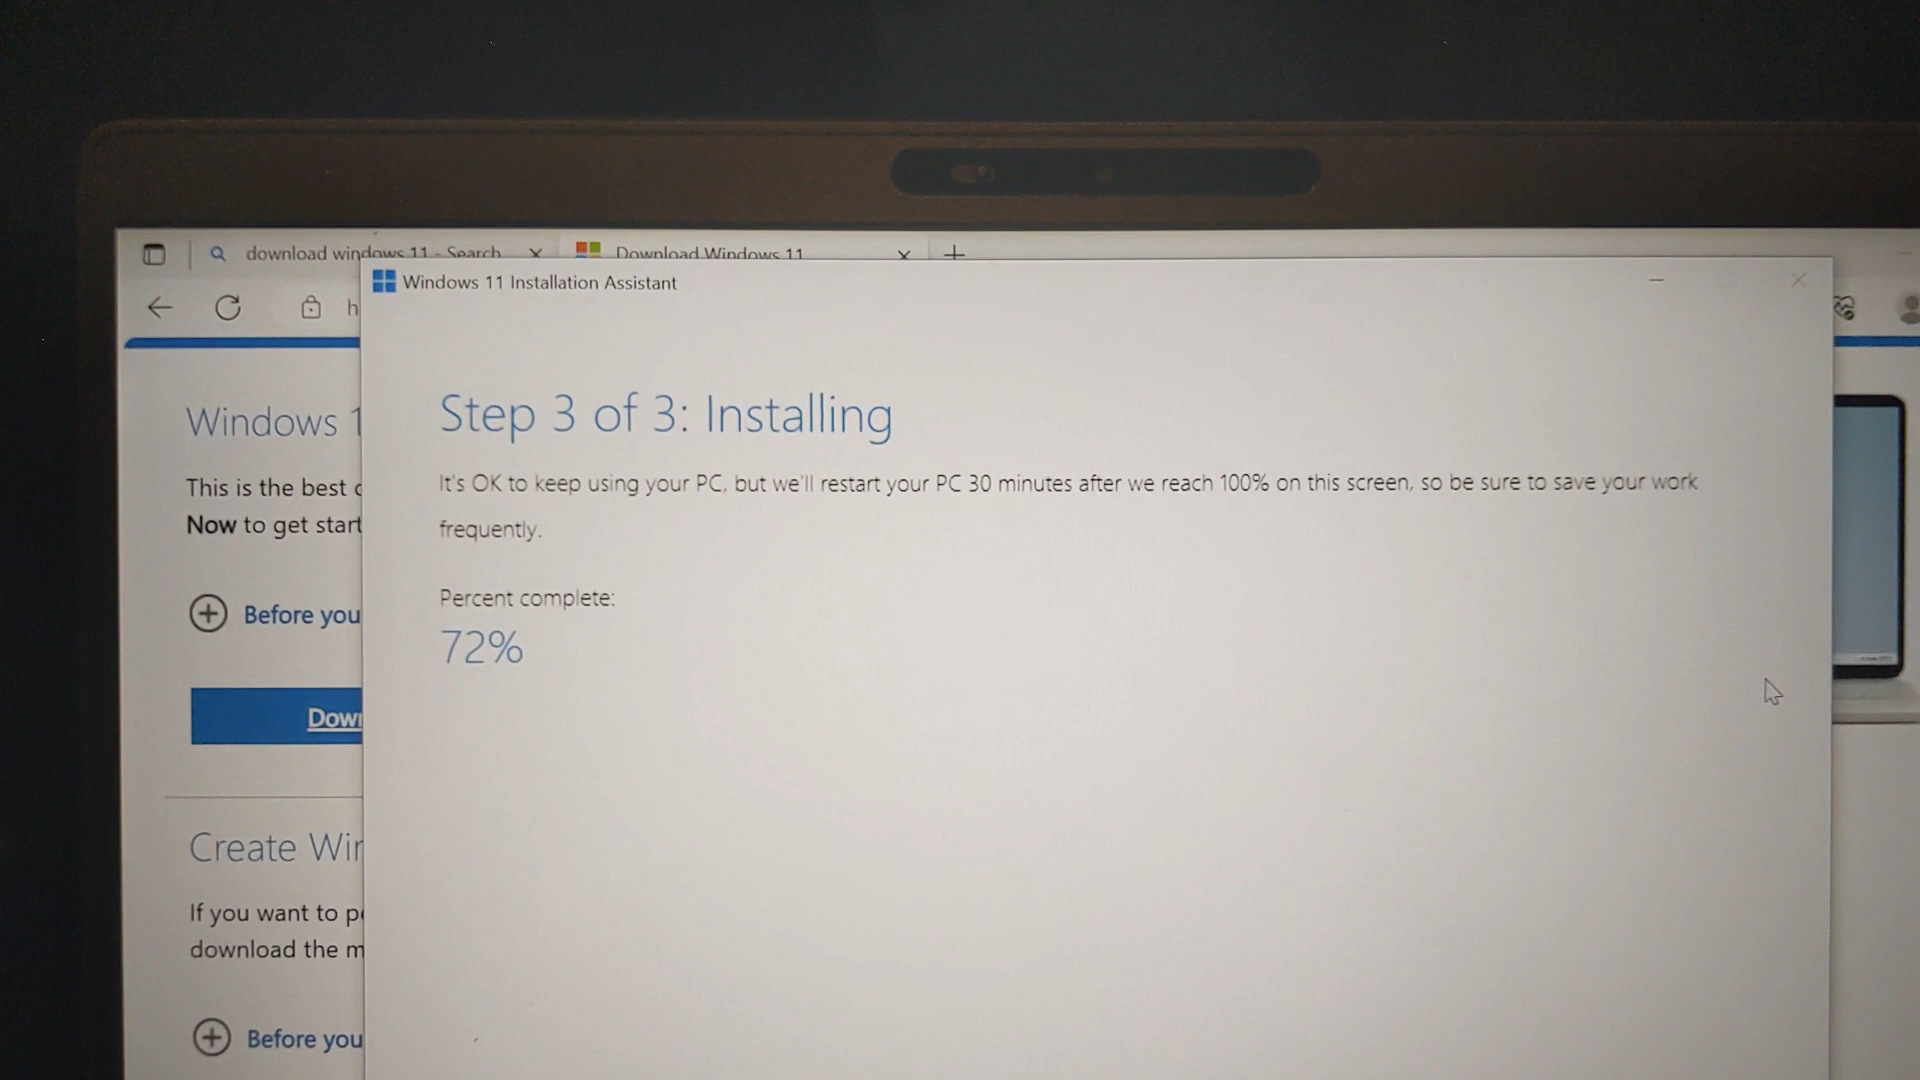 download windows 11 - Search
Download Windows 11
h
Windows 11 Installation Assistant
Step 3 of 3: Installing
It's OK to keep using your PC, but we'll restart your PC 30 minutes after we reach 100% on this screen, so be sure to save your work
frequently.
Percent complete:
72%
Windows 1
This is the best
Now to get start
Before you
Down
Create Wir
If you want to p
download the m
Before you